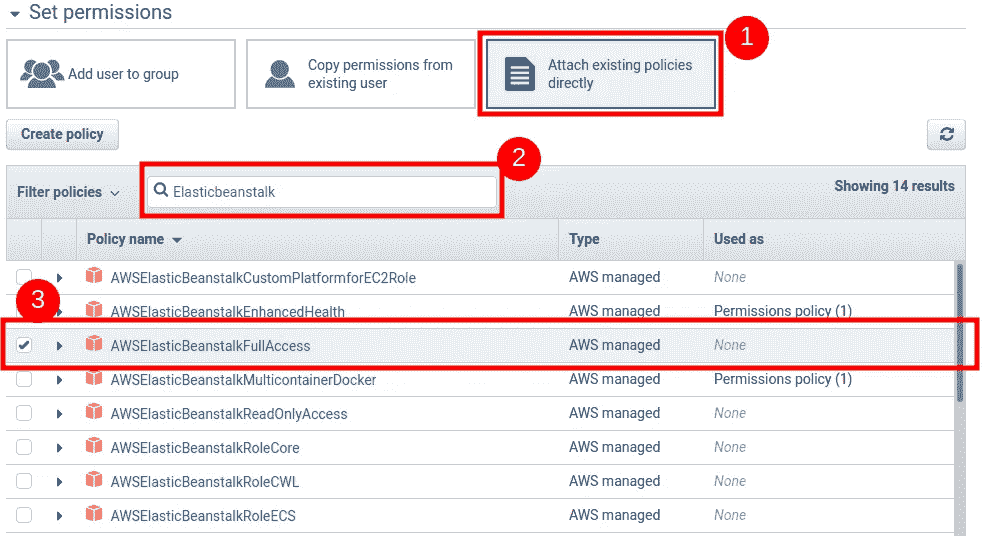 Set permissions
1
Add user to group
Copy permissions from
existing user
Attach existing policies
directly
Create policy
2
Filter policies
Elasticbeanstalk
Showing 14 results
Policy name Type Used as
AWSElasticBeanstalkCustomPlatformforEC2Role AWS managed None
3
AWSElasticBeanstalkEnhancedHealth AWS managed Permissions policy (1)
AWSElasticBeanstalkFullAccess AWS managed None
AWSElasticBeanstalkMulticontainerDocker AWS managed Permissions policy (1)
AWSElasticBeanstalkReadOnlyAccess AWS managed None
AWSElasticBeanstalkRoleCore AWS managed None
AWSElasticBeanstalkRoleCWL AWS managed None
AWSElasticBeanstalkRoleECS AWS managed None